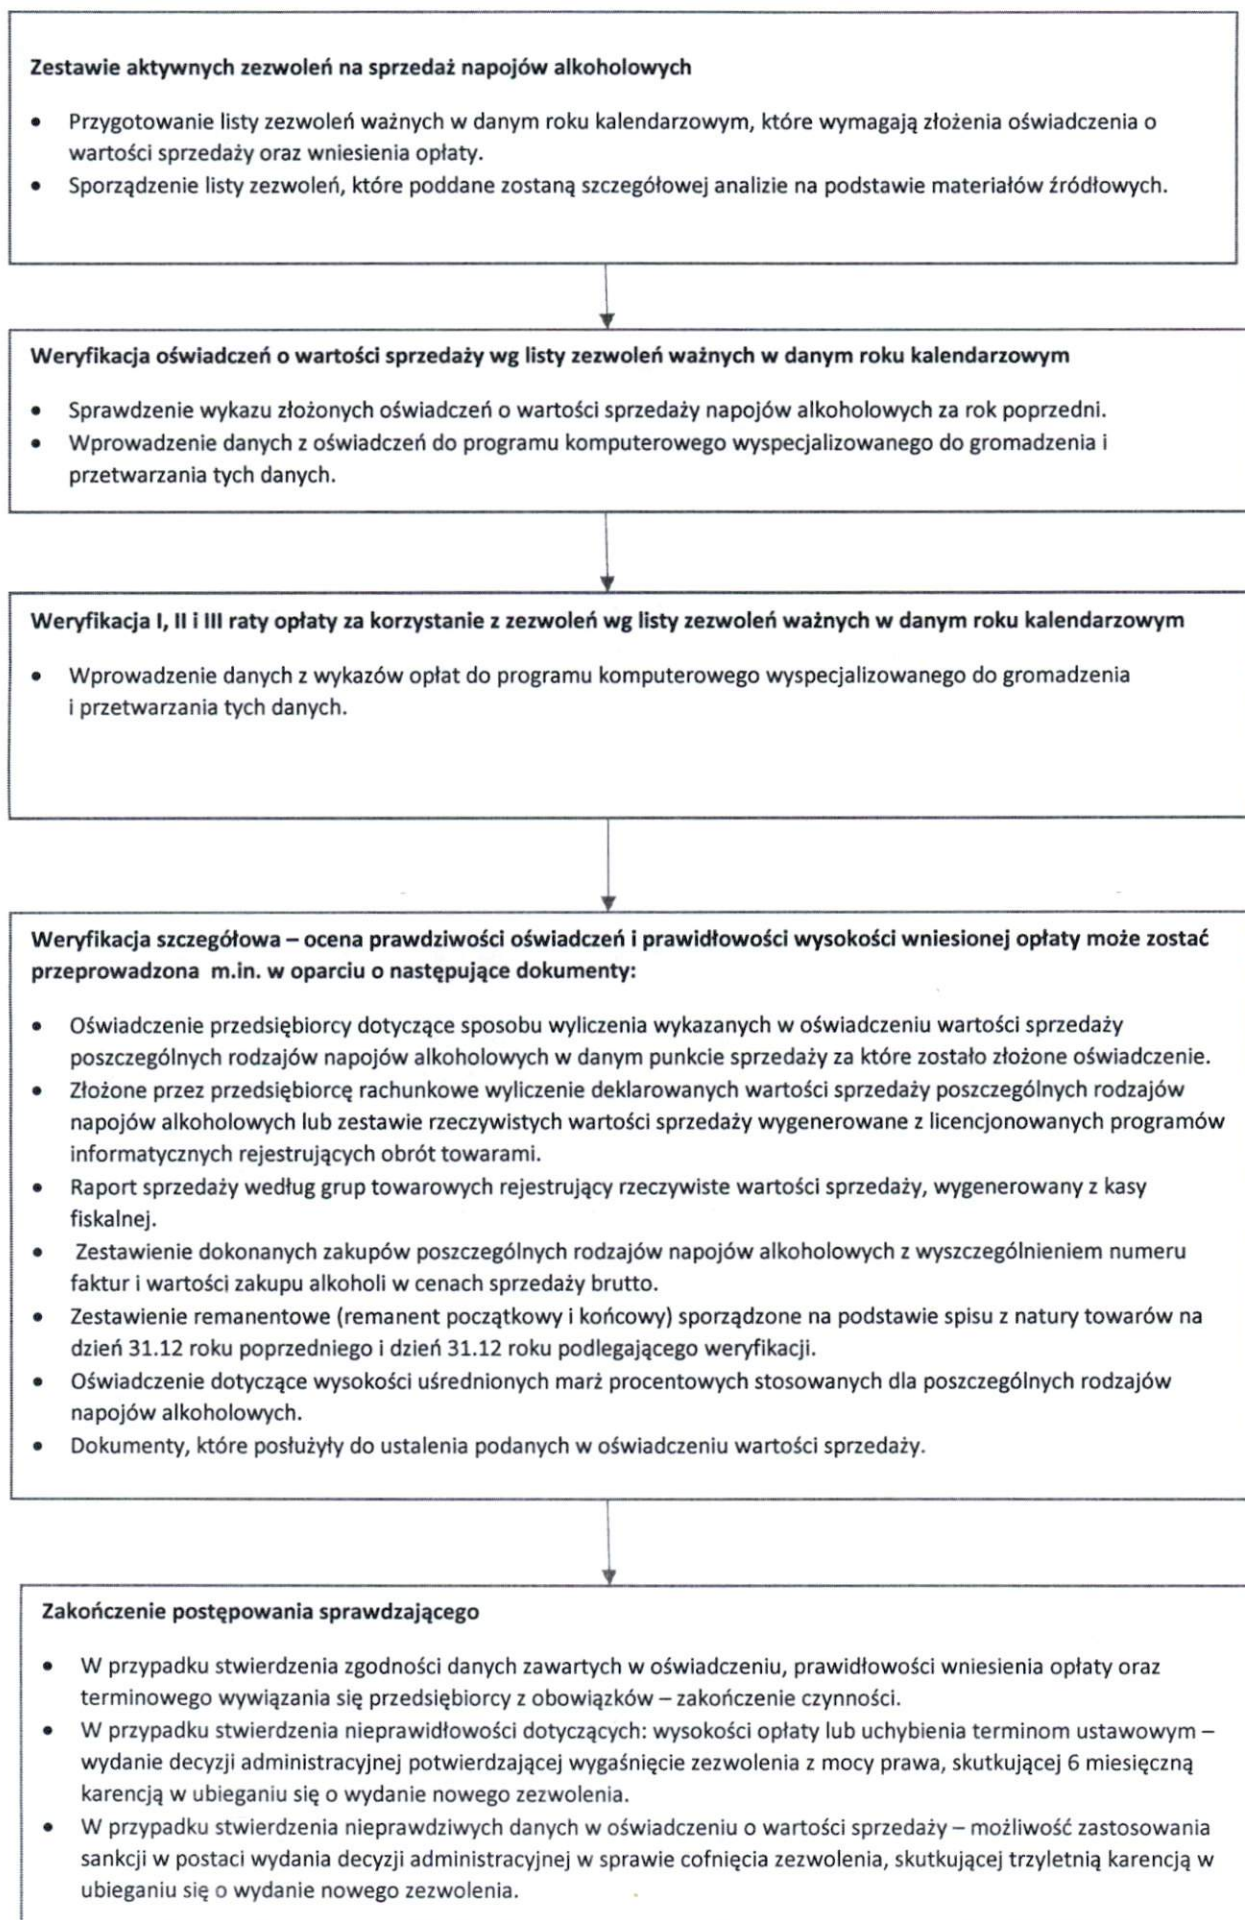 Zestawie aktywnych zezwoleń na sprzedaż napojów alkoholowych
• Przygotowanie listy zezwoleń ważnych w danym roku kalendarzowym, które wymagają złożenia oświadczenia o
wartości sprzedaży oraz wniesienia opłaty.
• Sporządzenie listy zezwoleń, które poddane zostaną szczegółowej analizie na podstawie materiałów źródłowych.
Weryfikacja oświadczeń o wartości sprzedaży wg listy zezwoleń ważnych w danym roku kalendarzowym
• Sprawdzenie wykazu złożonych oświadczeń o wartości sprzedaży napojów alkoholowych za rok poprzedni.
• Wprowadzenie danych z oświadczeń do programu komputerowego wyspecjalizowanego do gromadzenia i
przetwarzania tych danych.
Weryfikacja I, II i III raty opłaty za korzystanie z zezwoleń wg listy zezwoleń ważnych w danym roku kalendarzowym
• Wprowadzenie danych z wykazów opłat do programu komputerowego wyspecjalizowanego do gromadzenia
i przetwarzania tych danych.
Weryfikacja szczegółowa – ocena prawdziwości oświadczeń i prawidłowości wysokości wniesionej opłaty może zostać
przeprowadzona m.in. w oparciu o następujące dokumenty:
• Oświadczenie przedsiębiorcy dotyczące sposobu wyliczenia wykazanych w oświadczeniu wartości sprzedaży
poszczególnych rodzajów napojów alkoholowych w danym punkcie sprzedaży za które zostało złożone oświadczenie.
• Złożone przez przedsiębiorcę rachunkowe wyliczenie deklarowanych wartości sprzedaży poszczególnych rodzajów
napojów alkoholowych lub zestawie rzeczywistych wartości sprzedaży wygenerowane z licencjonowanych programów
informatycznych rejestrujących obrót towarami.
• Raport sprzedaży według grup towarowych rejestrujący rzeczywiste wartości sprzedaży, wygenerowany z kasy
fiskalnej.
• Zestawienie dokonanych zakupów poszczególnych rodzajów napojów alkoholowych z wyszczególnieniem numeru
faktur i wartości zakupu alkoholi w cenach sprzedaży brutto.
• Zestawienie remanentowe (remanent początkowy i końcowy) sporządzone na podstawie spisu z natury towarów na
dzień 31.12 roku poprzedniego i dzień 31.12 roku podlegającego weryfikacji.
• Oświadczenie dotyczące wysokości uśrednionych marż procentowych stosowanych dla poszczególnych rodzajów
napojów alkoholowych.
• Dokumenty, które posłużyły do ustalenia podanych w oświadczeniu wartości sprzedaży.
Zakończenie postępowania sprawdzającego
• W przypadku stwierdzenia zgodności danych zawartych w oświadczeniu, prawidłowości wniesienia opłaty oraz
terminowego wywiązania się przedsiębiorcy z obowiązków – zakończenie czynności.
• W przypadku stwierdzenia nieprawidłowości dotyczących: wysokości opłaty lub uchybienia terminom ustawowym –
wydanie decyzji administracyjnej potwierdzającej wygaśnięcie zezwolenia z mocy prawa, skutkującej 6 miesięczną
karencją w ubieganiu się o wydanie nowego zezwolenia.
• W przypadku stwierdzenia nieprawdziwych danych w oświadczeniu o wartości sprzedaży – możliwość zastosowania
sankcji w postaci wydania decyzji administracyjnej w sprawie cofnięcia zezwolenia, skutkującej trzyletnią karencją w
ubieganiu się o wydanie nowego zezwolenia.